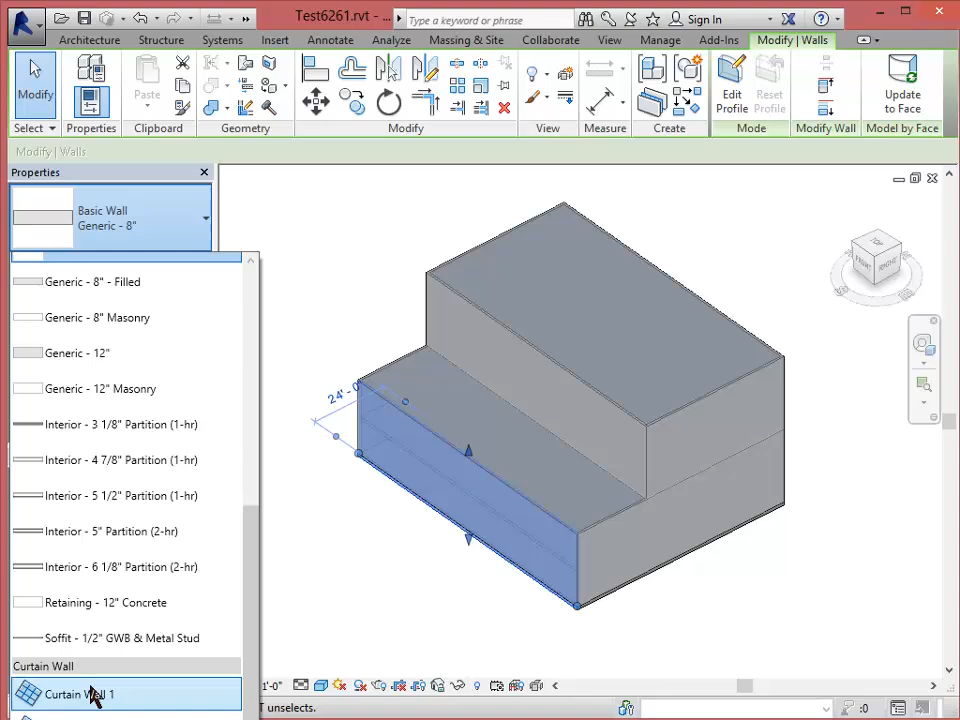 Test6261.rvt - ...
Type a keyword or phrase
Sign In
Architecture Structure Systems Insert Annotate Analyze Massing & Site Collaborate View Manage Add-Ins Modify | Walls
Modify
Paste
Edit Profile
Reset Profile
Update to Face
Select Properties Clipboard Geometry Modify View Measure Create Mode Modify Wall Model by Face
Modify | Walls
Properties
Basic Wall
Generic - 8"
Generic - 8" - Filled
Generic - 8" Masonry
Generic - 12"
Generic - 12" Masonry
Interior - 3 1/8" Partition (1-hr)
Interior - 4 7/8" Partition (1-hr)
Interior - 5 1/2" Partition (1-hr)
Interior - 5" Partition (2-hr)
Interior - 6 1/8" Partition (2-hr)
Retaining - 12" Concrete
Soffit - 1/2" GWB & Metal Stud
Curtain Wall
Curtain Wall 1
TOP
FRONT
RIGHT
1'-0"
T unselects.
:0